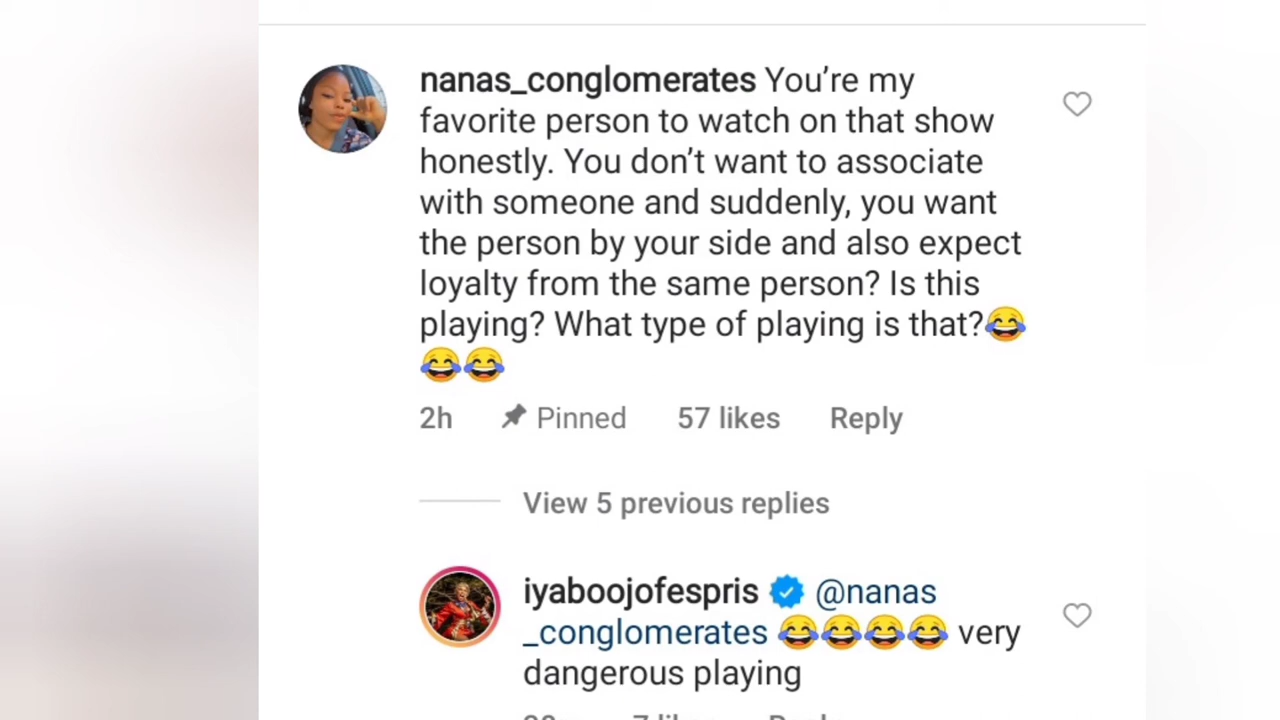 nanas_conglomerates You’re my
favorite person to watch on that show
honestly. You don’t want to associate
with someone and suddenly, you want
the person by your side and also expect
loyalty from the same person? Is this
playing? What type of playing is that?😂
😂😂
2h Pinned 57 likes Reply
View 5 previous replies
iyaboojofespris @nanas
_conglomerates 😂😂😂😂 very
dangerous playing